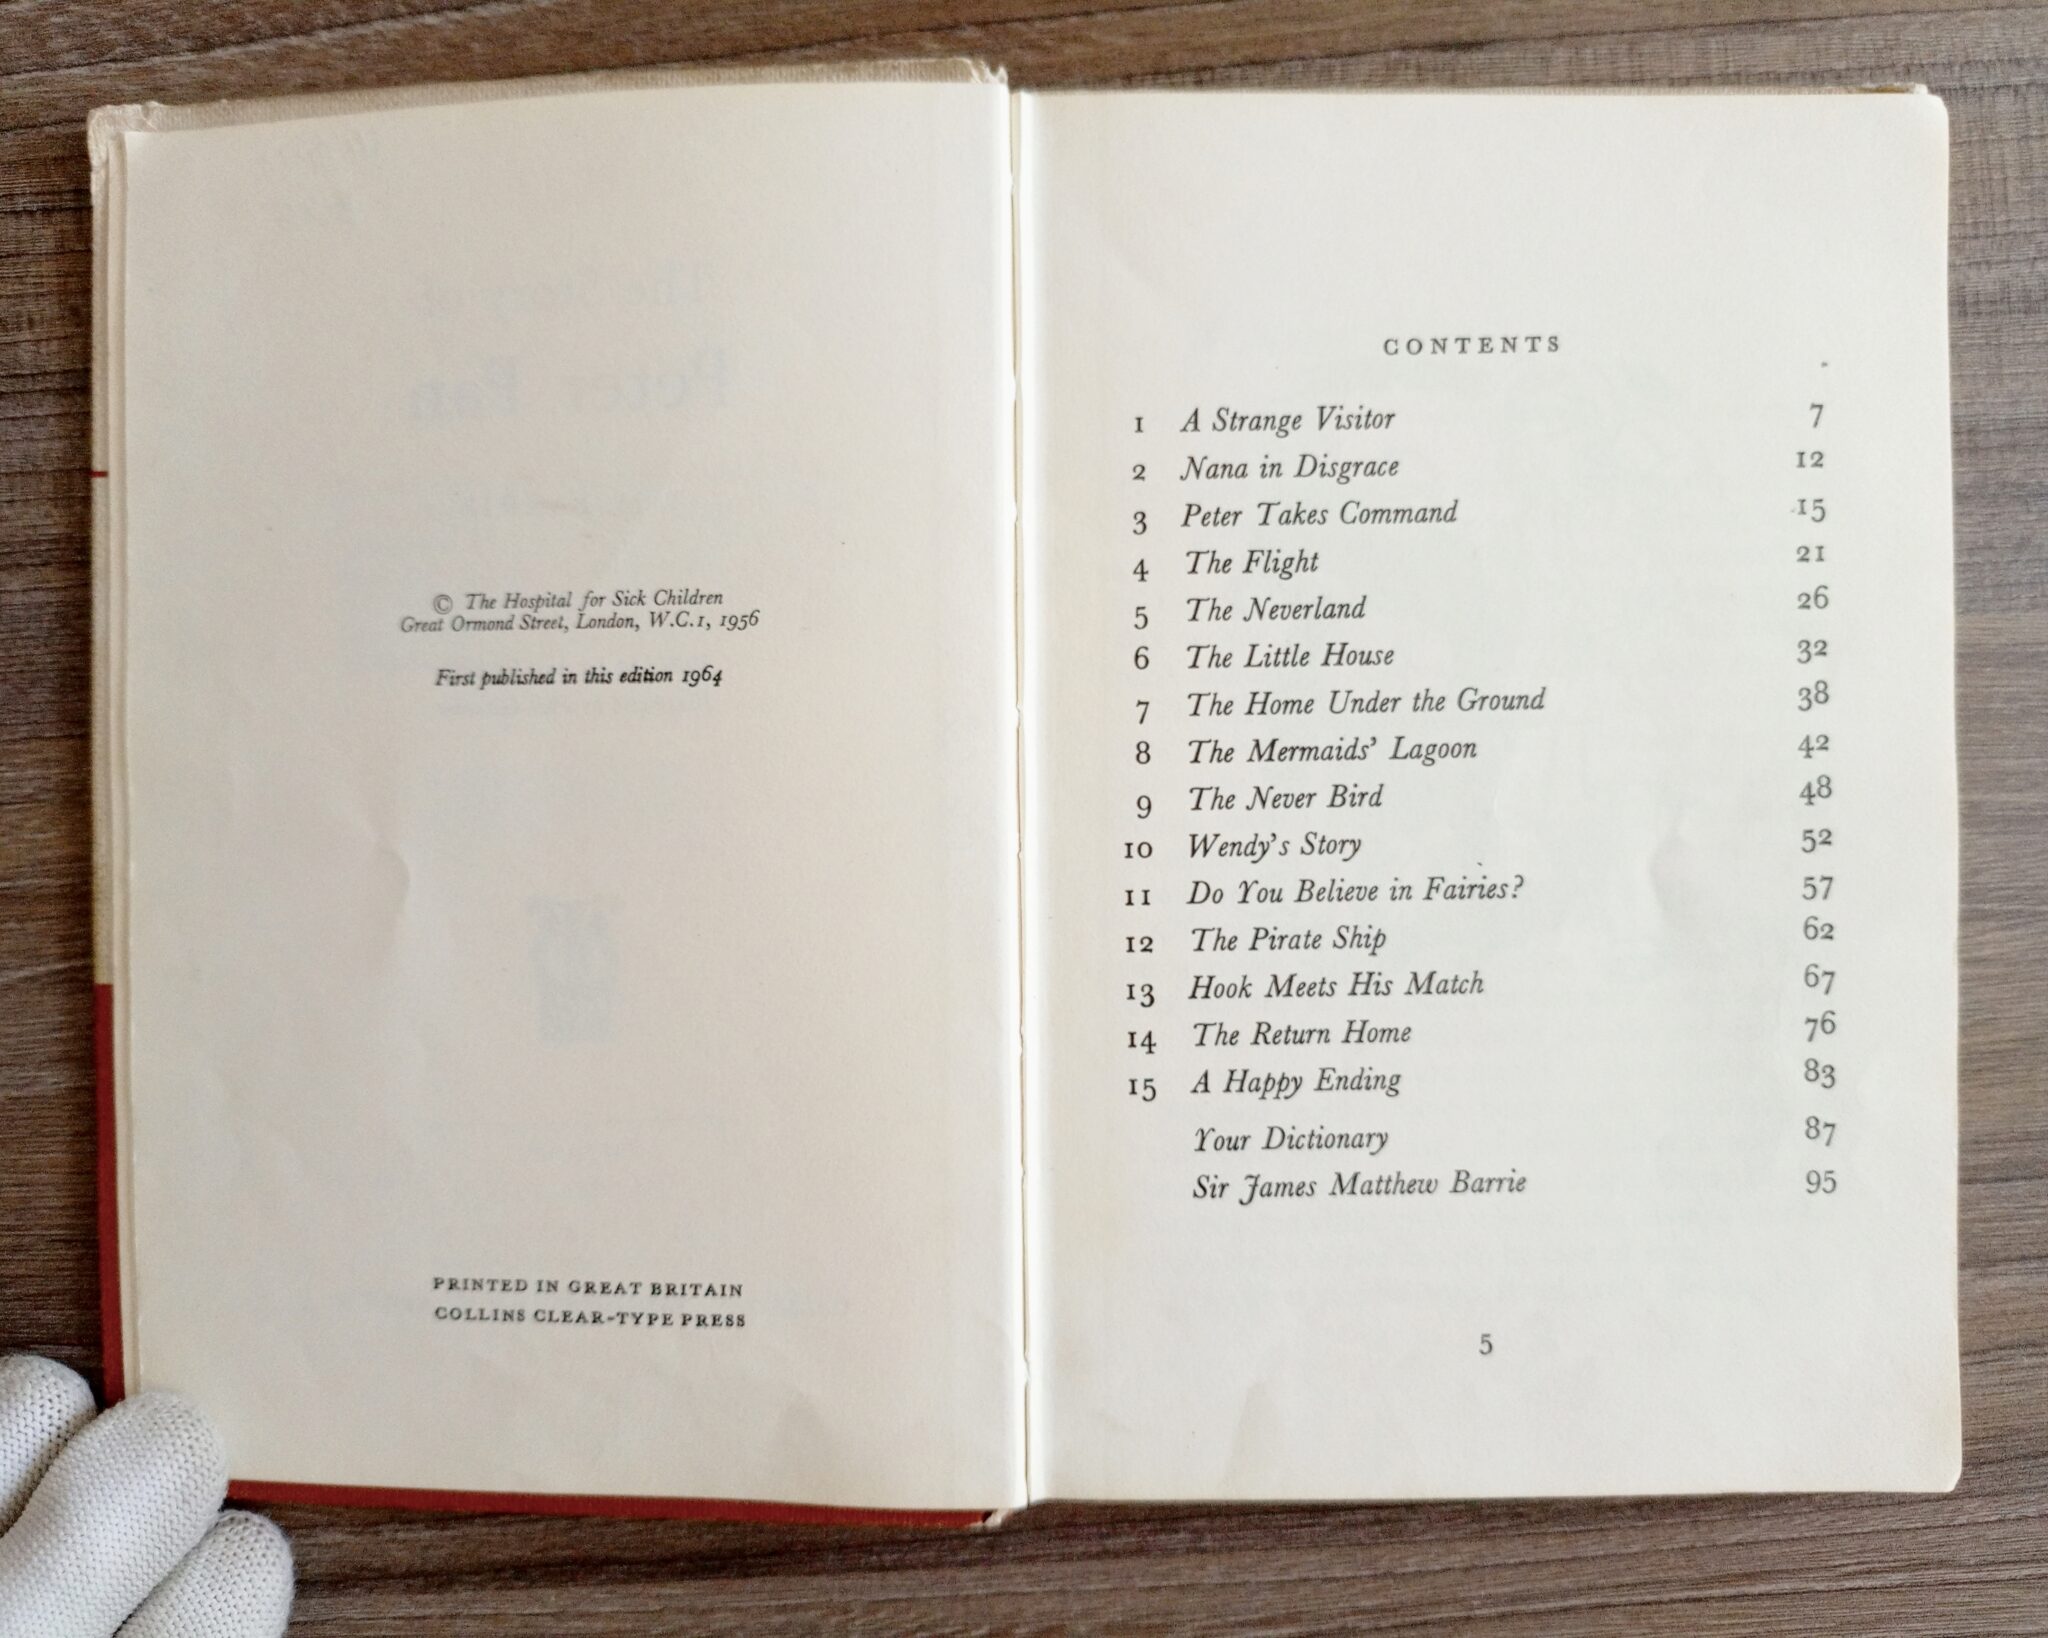 © The Hospital for Sick Children
Great Ormond Street, London, W.C.1, 1956
First published in this edition 1964
PRINTED IN GREAT BRITAIN
COLLINS CLEAR-TYPE PRESS
CONTENTS
1 A Strange Visitor 7
2 Nana in Disgrace 12
3 Peter Takes Command 15
4 The Flight 21
5 The Neverland 26
6 The Little House 32
7 The Home Under the Ground 38
8 The Mermaids’ Lagoon 42
9 The Never Bird 48
10 Wendy’s Story 52
11 Do You Believe in Fairies? 57
12 The Pirate Ship 62
13 Hook Meets His Match 67
14 The Return Home 76
15 A Happy Ending 83
Your Dictionary 87
Sir James Matthew Barrie 95
5